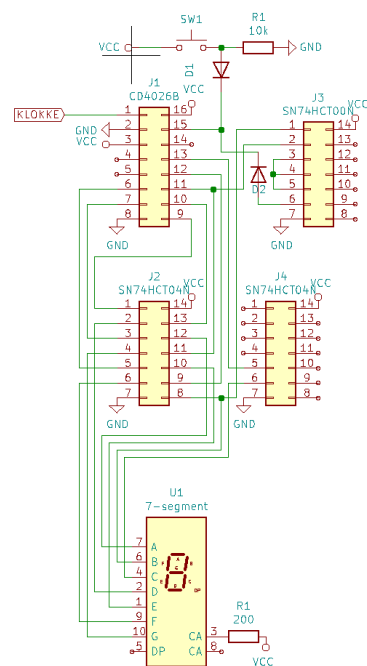 SW1
VCC
R1
10k
GND
D1
J1
CD4026B
VCC
J3
SN74HCT00N
VCC
KLOKKE
GND
VCC
1 16
2 15
3 14
4 13
5 12
6 11
7 10
8 9
GND
1 14
2 13
3 12
4 11
5 10
6 9
7 8
GND
D2
J2
SN74HCT04N
VCC
J4
SN74HCT04N
VCC
1 14
2 13
3 12
4 11
5 10
6 9
7 8
GND
1 14
2 13
3 12
4 11
5 10
6 9
7 8
GND
U1
7-segment
7 A
6 B
4 C
2 D
1 E
9 F
10 G
5 DP
CA 3
CA 8
DP
R1
200
VCC